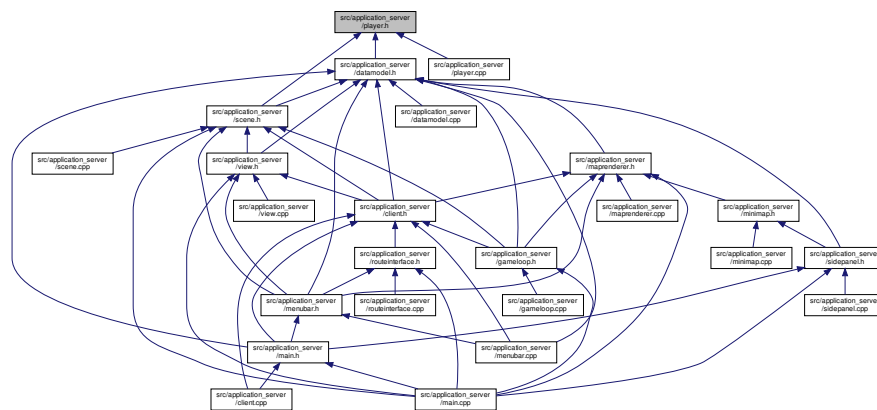 src/application_server
/player.h
src/application_server
/datamodel.h
src/application_server
/player.cpp
src/application_server
/scene.h
src/application_server
/datamodel.cpp
src/application_server
/scene.cpp
src/application_server
/view.h
src/application_server
/maprenderer.h
src/application_server
/view.cpp
src/application_server
/client.h
src/application_server
/maprenderer.cpp
src/application_server
/minimap.h
src/application_server
/routeinterface.h
src/application_server
/gameloop.h
src/application_server
/minimap.cpp
src/application_server
/sidepanel.h
src/application_server
/menubar.h
src/application_server
/routeinterface.cpp
src/application_server
/gameloop.cpp
src/application_server
/sidepanel.cpp
src/application_server
/main.h
src/application_server
/menubar.cpp
src/application_server
/client.cpp
src/application_server
/main.cpp